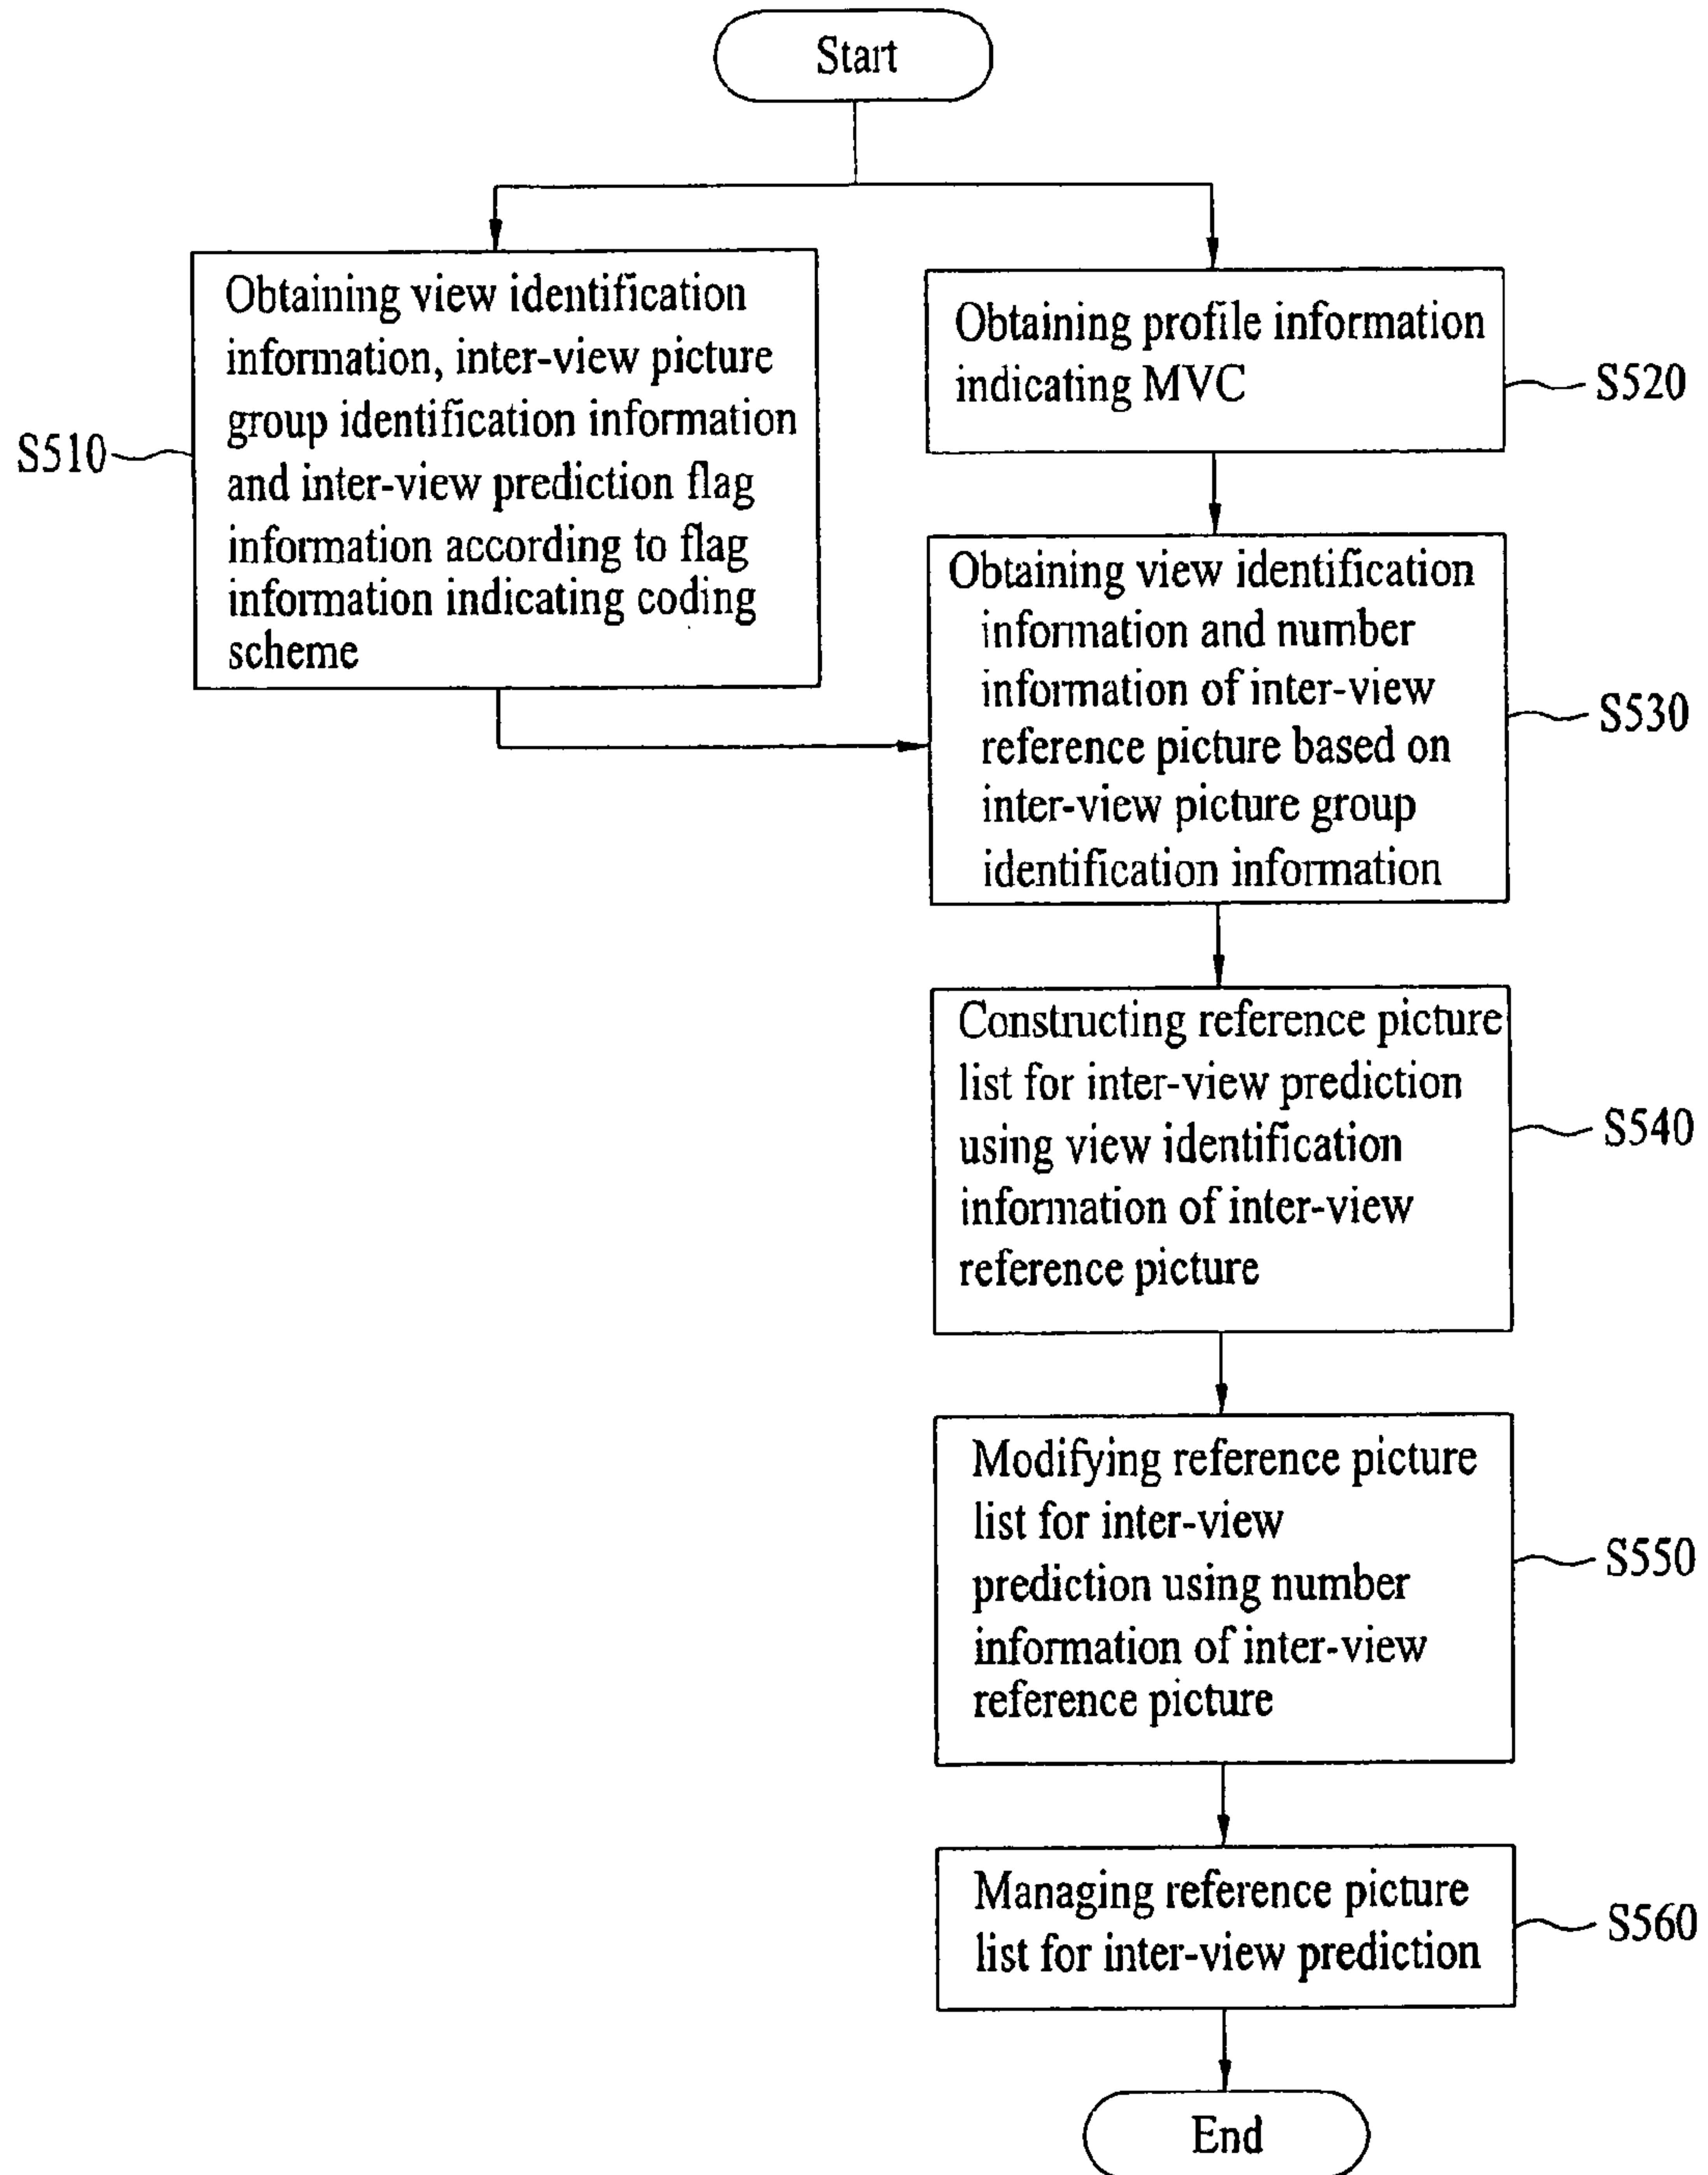 Start
Obtaining view identification
information, inter-view picture
group identification information
and inter-view prediction flag
information according to flag
information indicating coding
scheme
S510
Obtaining profile information
indicating MVC
S520
Obtaining view identification
information and number
information of inter-view
reference picture based on
inter-view picture group
identification information
S530
Constructing reference picture
list for inter-view prediction
using view identification
information of inter-view
reference picture
S540
Modifying reference picture
list for inter-view
prediction using number
information of inter-view
reference picture
S550
Managing reference picture
list for inter-view prediction
S560
End